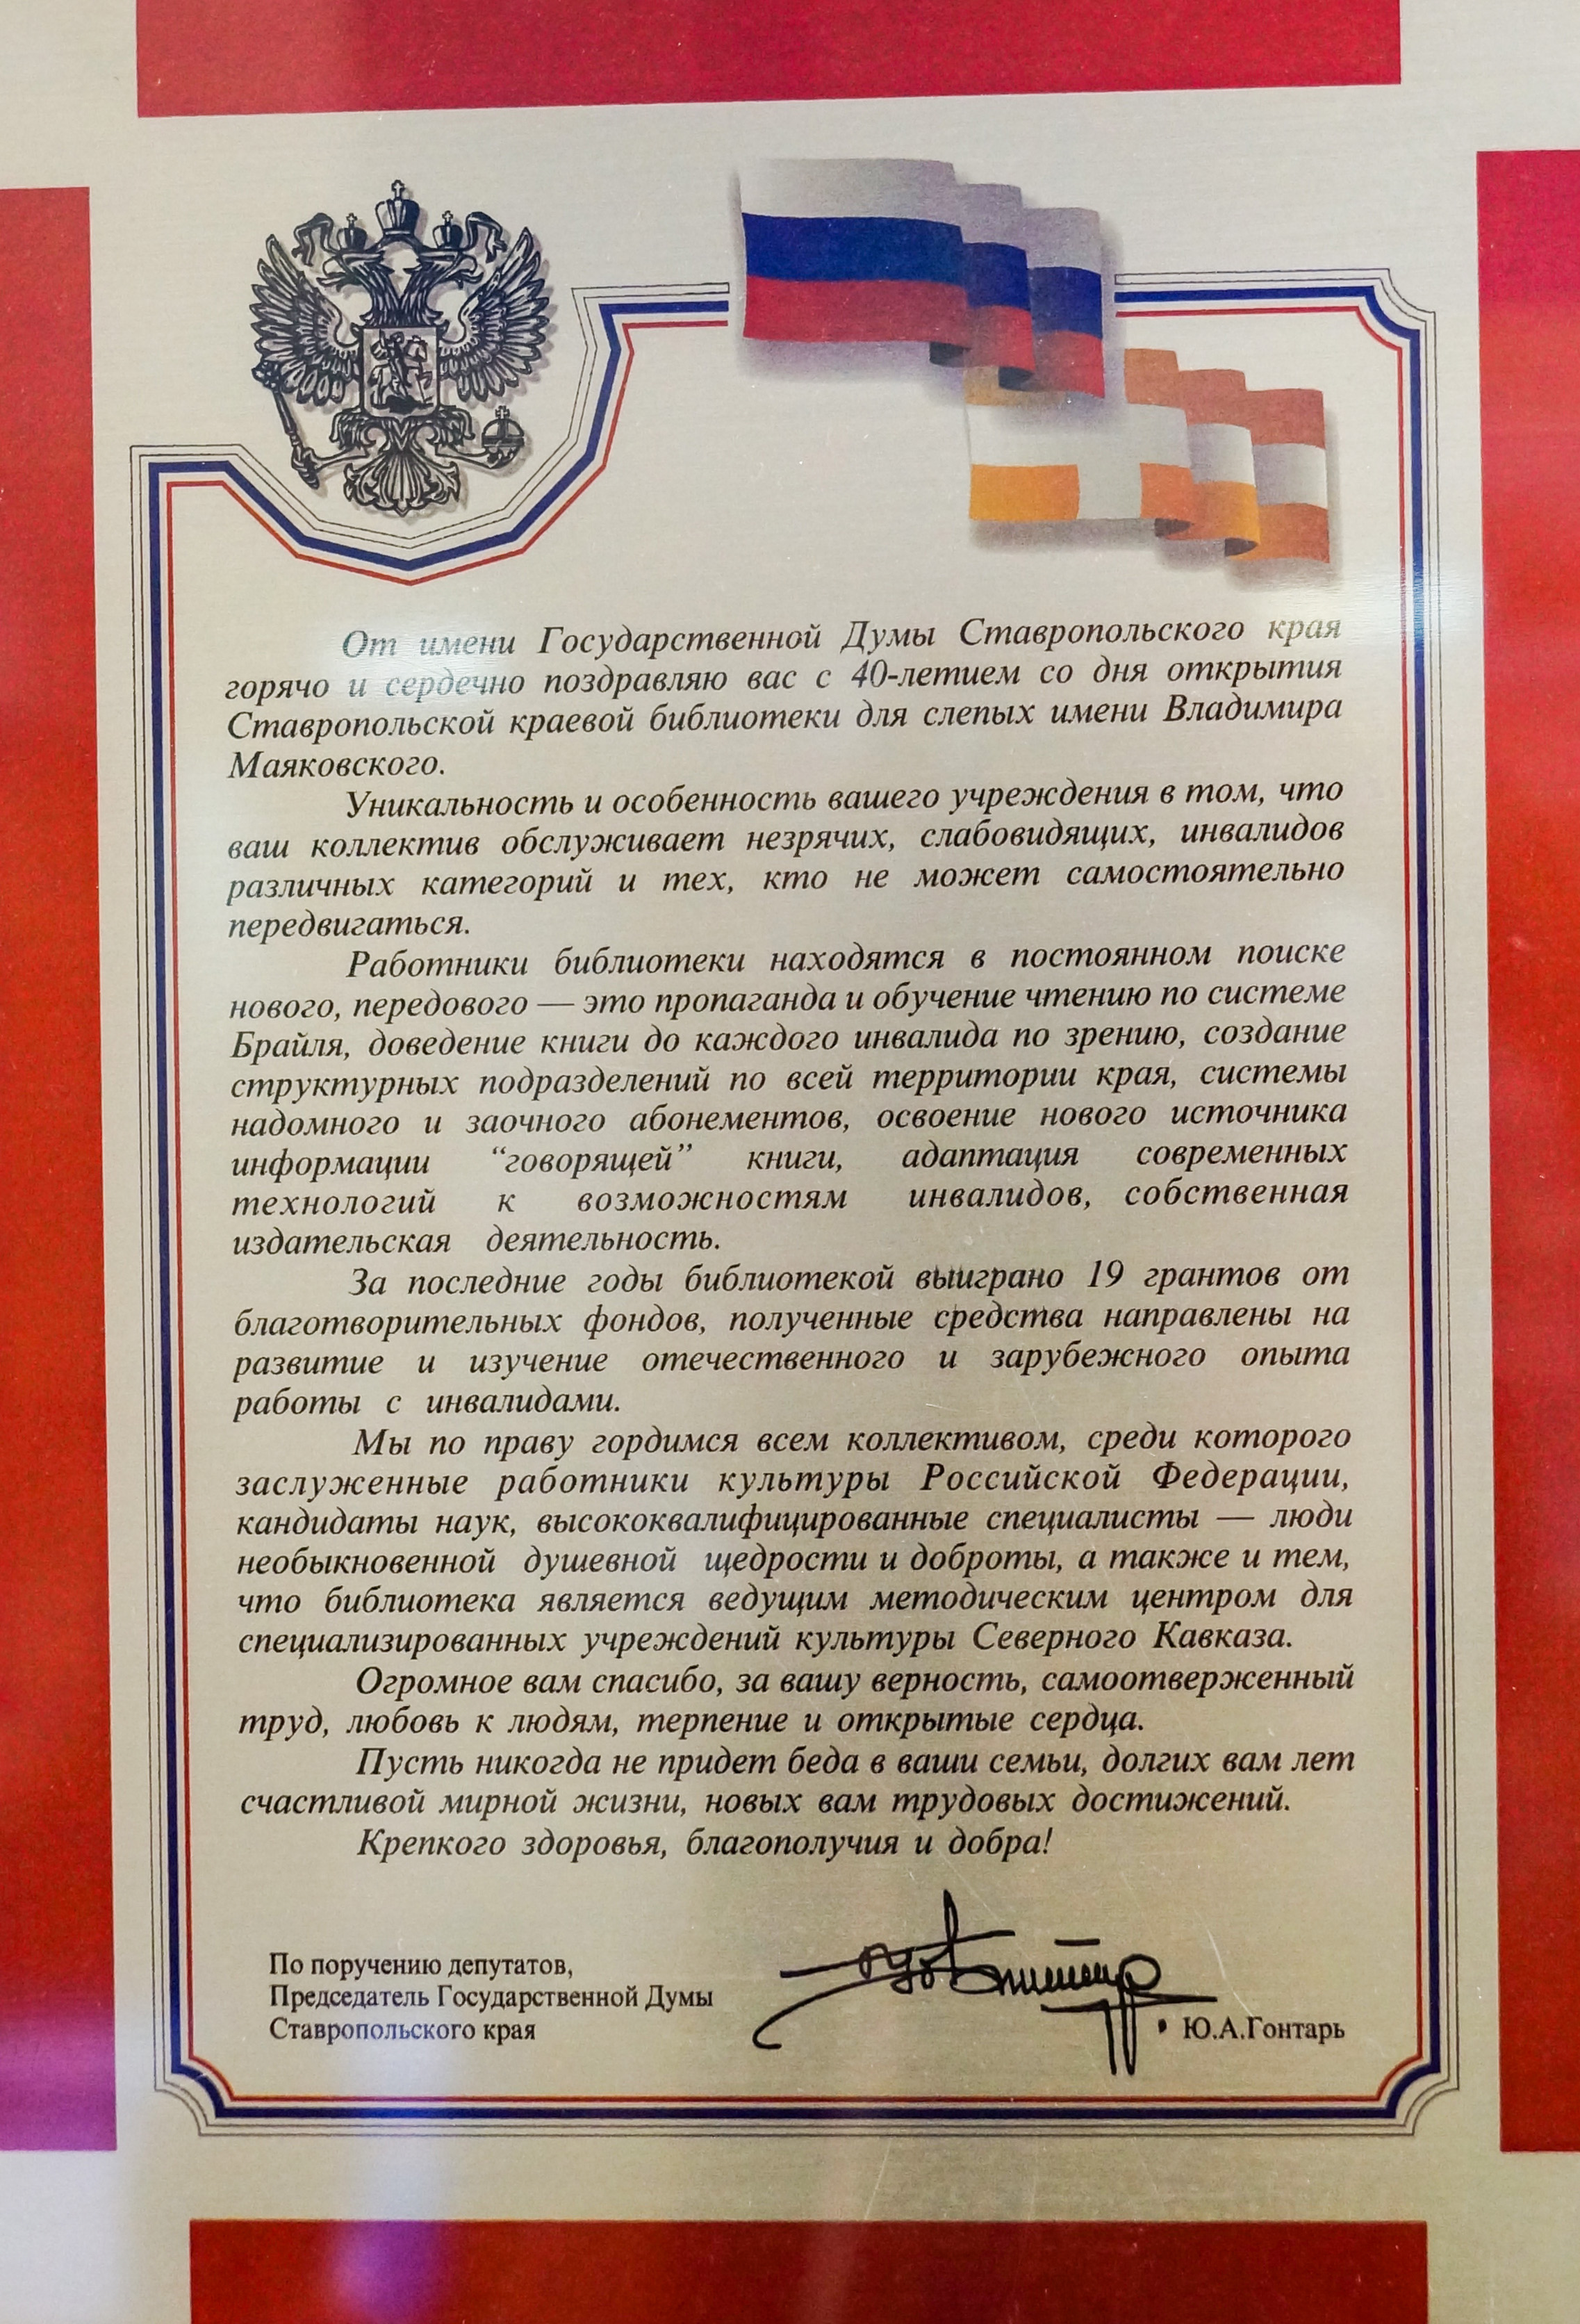 От имени Государственной Думы Ставропольского края
горячо и сердечно поздравляю вас с 40-летием со дня открытия
Ставропольской краевой библиотеки для слепых имени Владимира
Маяковского.
Уникальность и особенность вашего учреждения в том, что
ваш коллектив обслуживает незрячих, слабовидящих, инвалидов
различных категорий и тех, кто не может самостоятельно
передвигаться.
Работники библиотеки находятся в постоянном поиске
нового, передового — это пропаганда и обучение чтению по системе
Брайля, доведение книги до каждого инвалида по зрению, создание
структурных подразделений по всей территории края, системы
надомного и заочного абонементов, освоение нового источника
информации “говорящей” книги, адаптация современных
технологий к возможностям инвалидов, собственная
издательская деятельность.
За последние годы библиотекой выиграно 19 грантов от
благотворительных фондов, полученные средства направлены на
развитие и изучение отечественного и зарубежного опыта
работы с инвалидами.
Мы по праву гордимся всем коллективом, среди которого
заслуженные работники культуры Российской Федерации,
кандидаты наук, высококвалифицированные специалисты — люди
необыкновенной душевной щедрости и доброты, а также и тем,
что библиотека является ведущим методическим центром для
специализированных учреждений культуры Северного Кавказа.
Огромное вам спасибо, за вашу верность, самоотверженный
труд, любовь к людям, терпение и открытые сердца.
Пусть никогда не придет беда в ваши семьи, долгих вам лет
счастливой мирной жизни, новых вам трудовых достижений.
Крепкого здоровья, благополучия и добра!
По поручению депутатов,
Председатель Государственной Думы
Ставропольского края
Ю.А.Гонтарь